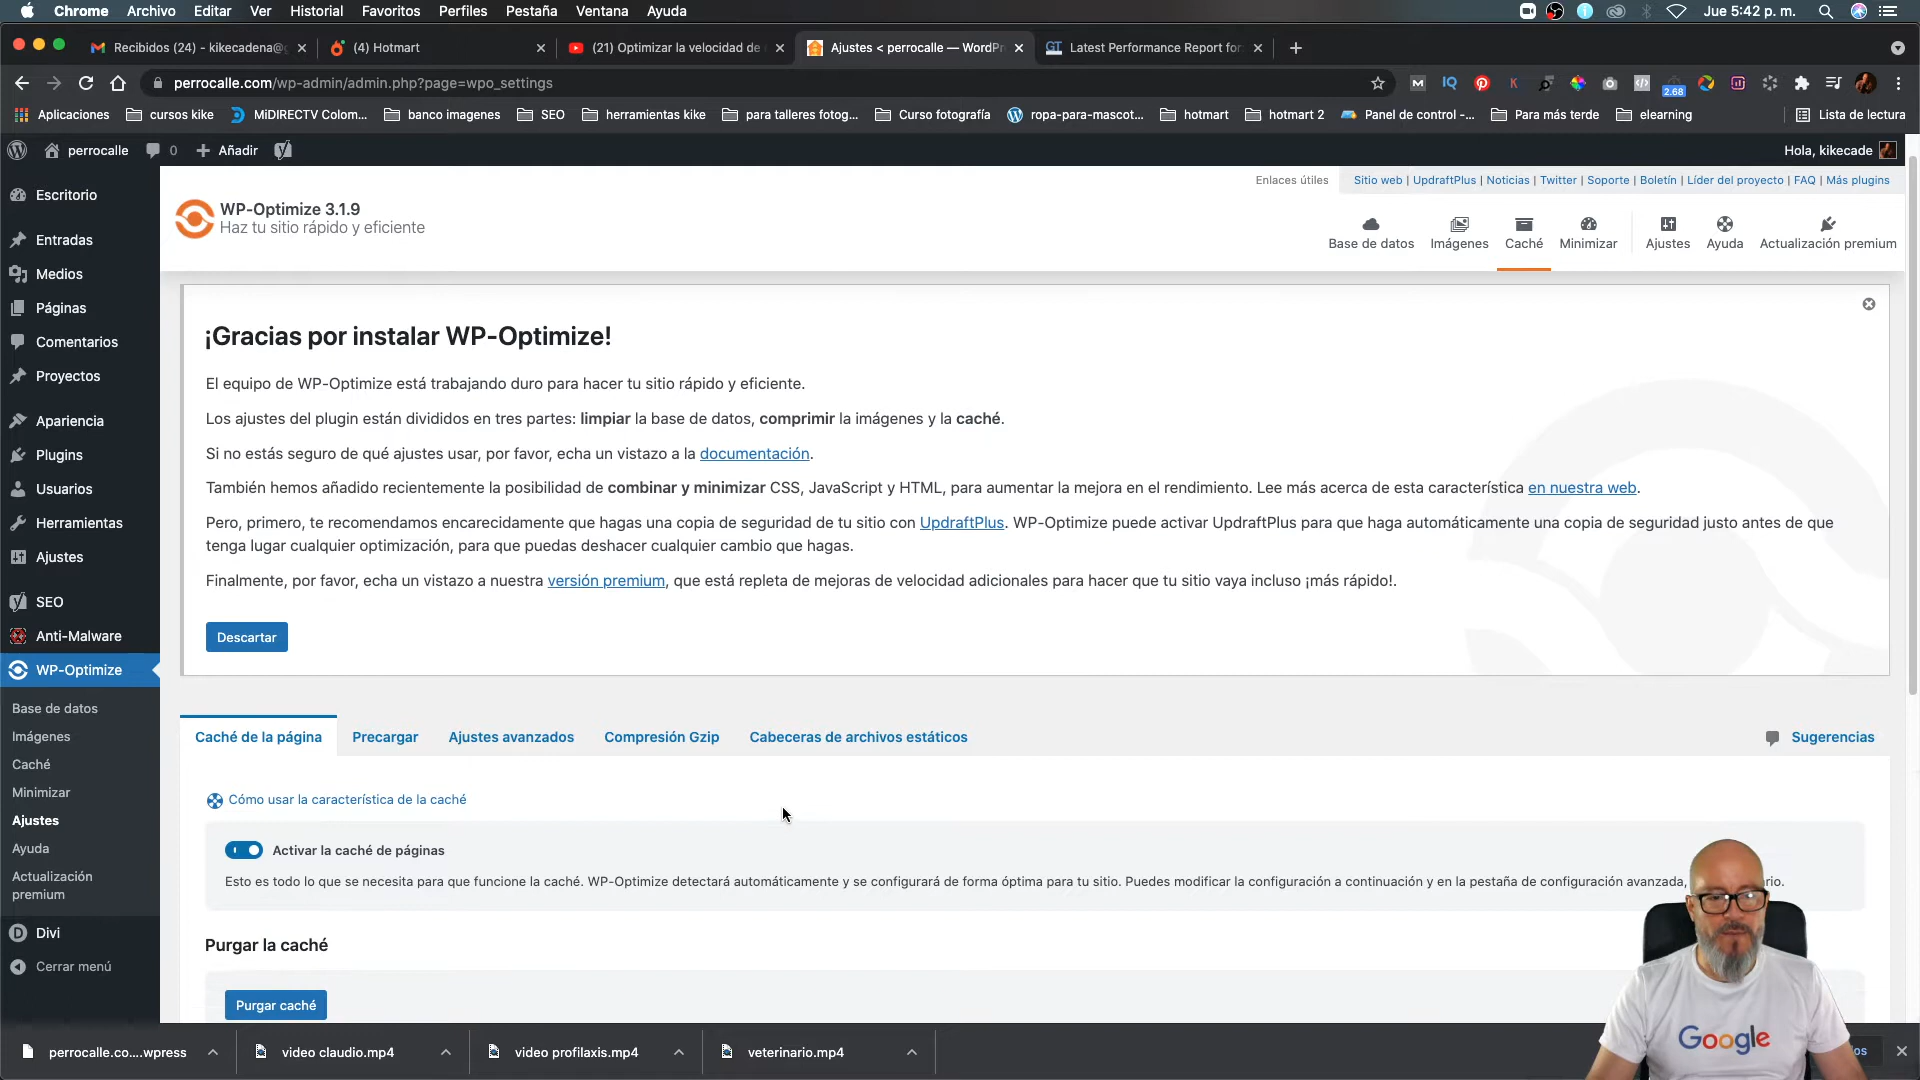 Chrome Archivo Editar Ver Historial Favoritos Perfiles Pestaña Ventana Ayuda
Jue 5:42 p. m.
Recibidos (24) - kikecadena@g
(4) Hotmart
(21) Optimizar la velocidad de
Ajustes < perrocalle — WordPr
GT Latest Performance Report for
perrocalle.com/wp-admin/admin.php?page=wpo_settings
2.68
Aplicaciones
cursos kike
MiDIRECTV Colom...
banco imagenes
SEO
herramientas kike
para talleres fotog...
Curso fotografía
ropa-para-mascot...
hotmart
hotmart 2
Panel de control -...
Para más terde
elearning
Lista de lectura
perrocalle
0
Añadir
Hola, kikecade
Escritorio
Entradas
Medios
Páginas
Comentarios
Proyectos
Apariencia
Plugins
Usuarios
Herramientas
Ajustes
SEO
Anti-Malware
WP-Optimize
Base de datos
Imágenes
Caché
Minimizar
Ajustes
Ayuda
Actualización
premium
Divi
Cerrar menú
Enlaces útiles
Sitio web | UpdraftPlus | Noticias | Twitter | Soporte | Boletín | Líder del proyecto | FAQ | Más plugins
WP-Optimize 3.1.9
Haz tu sitio rápido y eficiente
Base de datos
Imágenes
Caché
Minimizar
Ajustes
Ayuda
Actualización premium
¡Gracias por instalar WP-Optimize!
El equipo de WP-Optimize está trabajando duro para hacer tu sitio rápido y eficiente.
Los ajustes del plugin están divididos en tres partes: limpiar la base de datos, comprimir la imágenes y la caché.
Si no estás seguro de qué ajustes usar, por favor, echa un vistazo a la documentación.
También hemos añadido recientemente la posibilidad de combinar y minimizar CSS, JavaScript y HTML, para aumentar la mejora en el rendimiento. Lee más acerca de esta característica en nuestra web.
Pero, primero, te recomendamos encarecidamente que hagas una copia de seguridad de tu sitio con UpdraftPlus. WP-Optimize puede activar UpdraftPlus para que haga automáticamente una copia de seguridad justo antes de que
tenga lugar cualquier optimización, para que puedas deshacer cualquier cambio que hagas.
Finalmente, por favor, echa un vistazo a nuestra versión premium, que está repleta de mejoras de velocidad adicionales para hacer que tu sitio vaya incluso ¡más rápido!.
Descartar
Caché de la página
Precargar
Ajustes avanzados
Compresión Gzip
Cabeceras de archivos estáticos
Sugerencias
Cómo usar la característica de la caché
Activar la caché de páginas
Esto es todo lo que se necesita para que funcione la caché. WP-Optimize detectará automáticamente y se configurará de forma óptima para tu sitio. Puedes modificar la configuración a continuación y en la pestaña de configuración avanzada,
Purgar la caché
Purgar caché
Google
perrocalle.co....wpress
video claudio.mp4
video profilaxis.mp4
veterinario.mp4